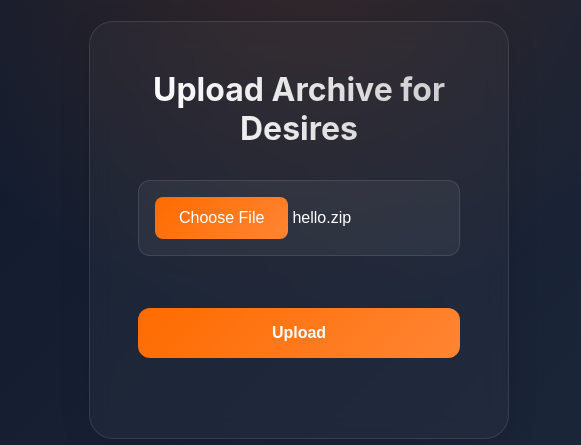 Upload Archive for
Desires
Choose File hello.zip
Upload